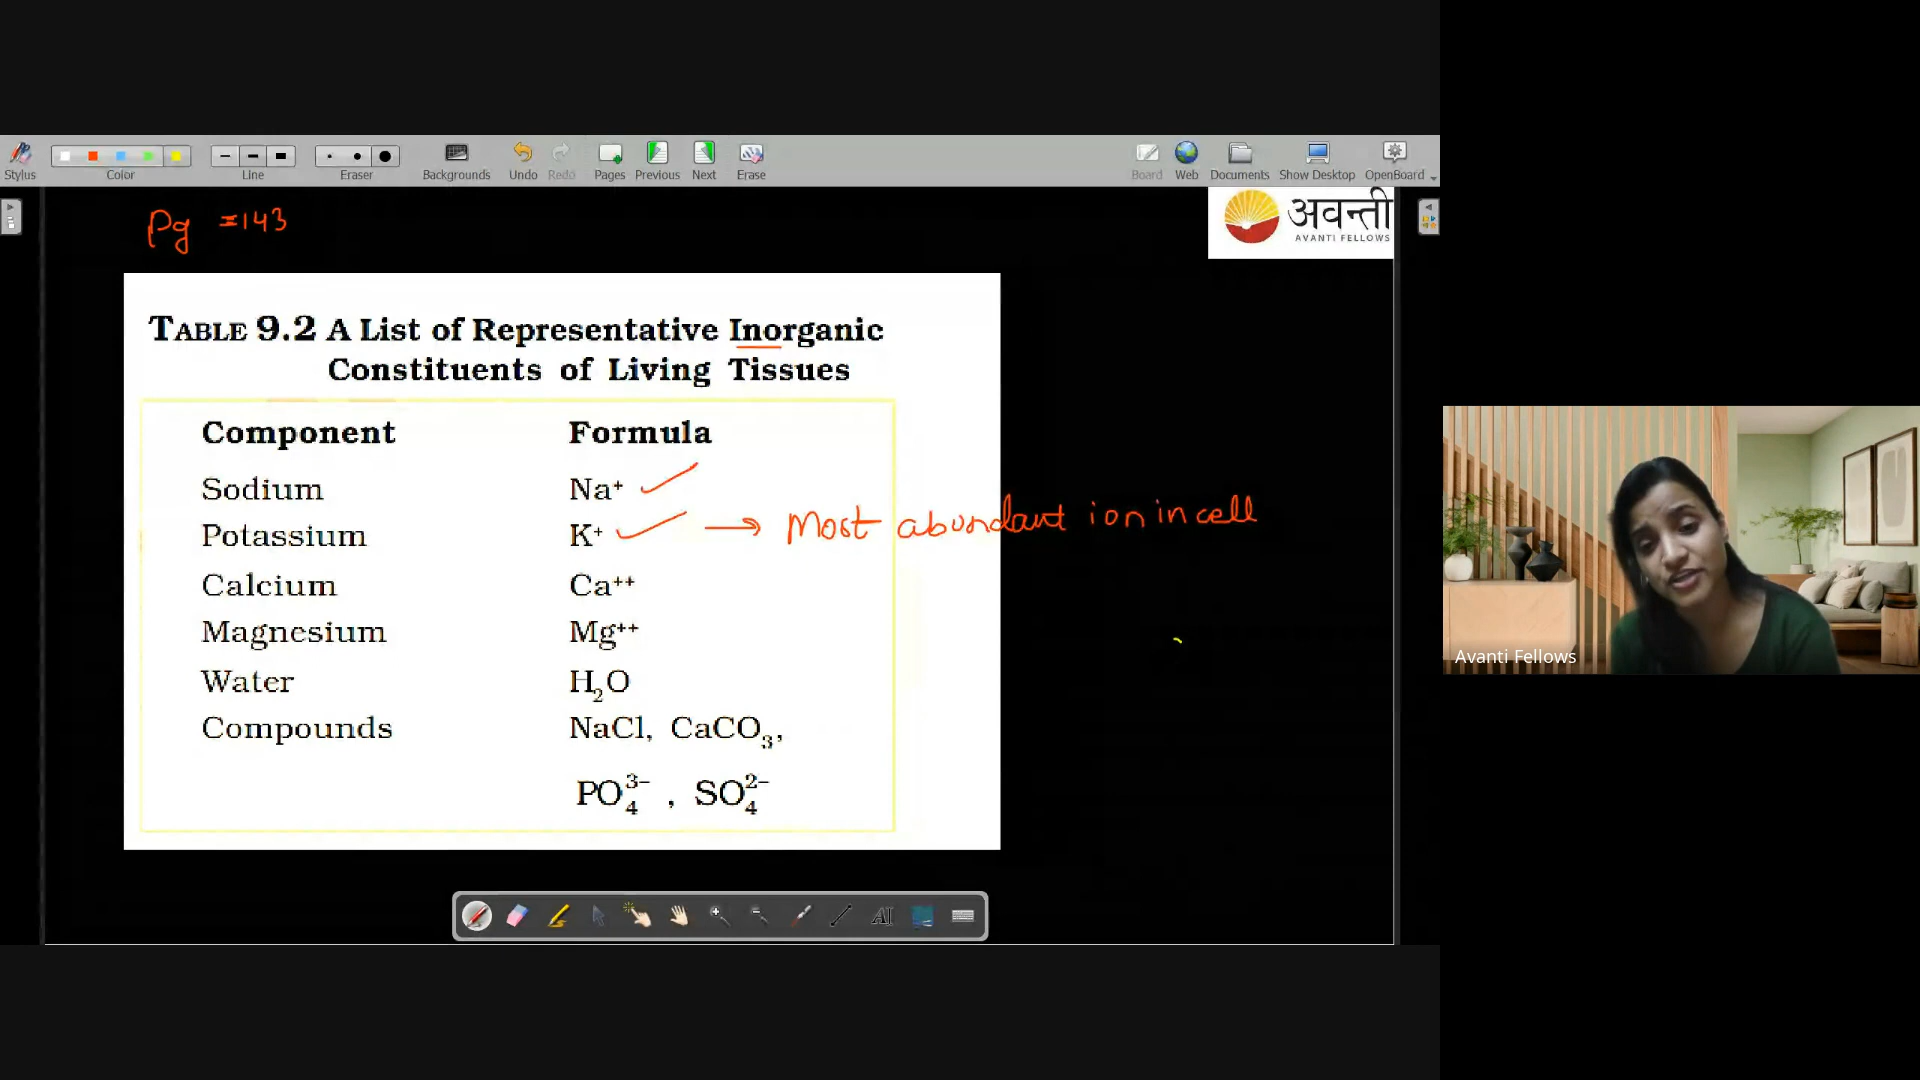 Stylus
Color
Line
Eraser
Backgrounds
Undo
Redo
Pages
Previous
Next
Erase
Board
Web
Documents
Show Desktop
OpenBoard
Pg =143
अवन्ती
AVANTI FELLOWS
TABLE 9.2 A List of Representative Inorganic
Constituents of Living Tissues
Component Formula
Sodium Na⁺
Potassium K⁺ → Most abundant ion in cell
Calcium Ca⁺⁺
Magnesium Mg⁺⁺
Water H₂O
Compounds NaCl, CaCO₃,
PO₄³⁻ , SO₄²⁻
Avanti Fellows
AI